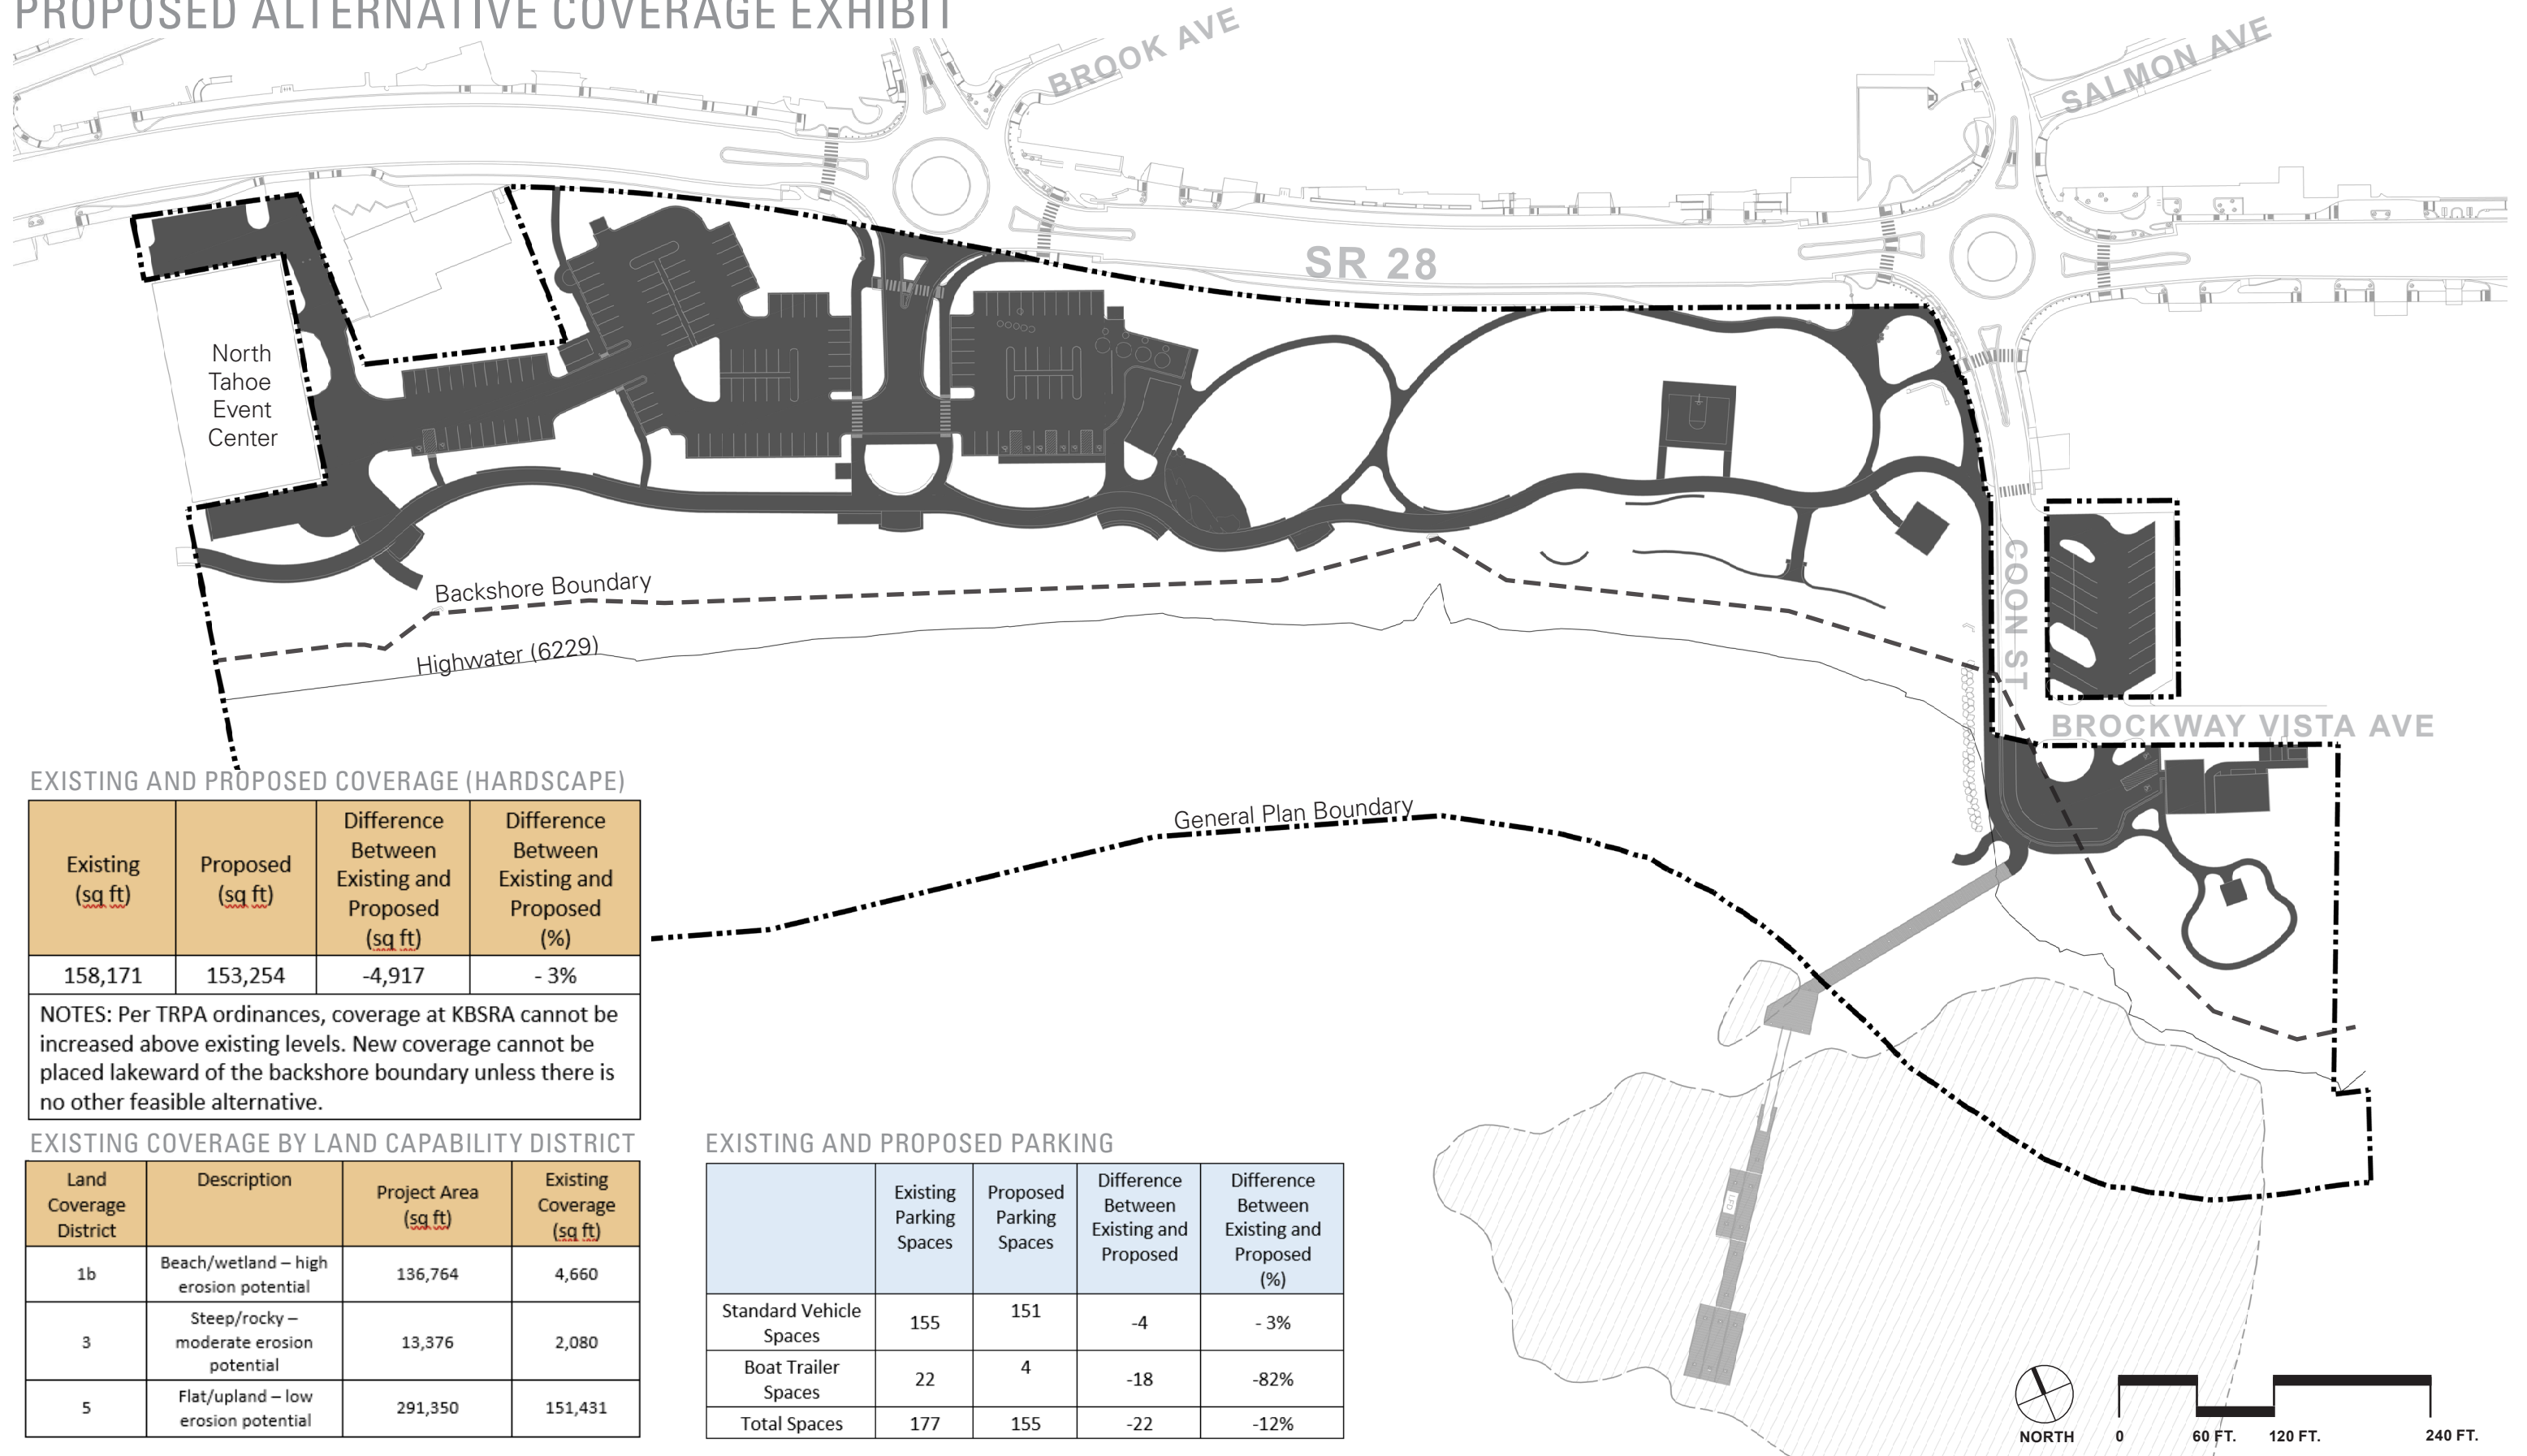 PROPOSED ALTERNATIVE COVERAGE EXHIBIT
BROOK AVE
SALMON AVE
SR 28
North
Tahoe
Event
Center
COON ST
Backshore Boundary
Highwater (6229)
BROCKWAY VISTA AVE
General Plan Boundary
EXISTING AND PROPOSED COVERAGE (HARDSCAPE)
Existing
(sq ft)
Proposed
(sq ft)
Difference
Between
Existing and
Proposed
(sq ft)
Difference
Between
Existing and
Proposed
(%)
158,171
153,254
-4,917
- 3%
NOTES: Per TRPA ordinances, coverage at KBSRA cannot be
increased above existing levels. New coverage cannot be
placed lakeward of the backshore boundary unless there is
no other feasible alternative.
EXISTING COVERAGE BY LAND CAPABILITY DISTRICT
Land
Coverage
District
Description
Project Area
(sq ft)
Existing
Coverage
(sq ft)
1b
Beach/wetland – high
erosion potential
136,764
4,660
3
Steep/rocky –
moderate erosion
potential
13,376
2,080
5
Flat/upland – low
erosion potential
291,350
151,431
EXISTING AND PROPOSED PARKING
Existing
Parking
Spaces
Proposed
Parking
Spaces
Difference
Between
Existing and
Proposed
Difference
Between
Existing and
Proposed
(%)
Standard Vehicle
Spaces
155
151
-4
- 3%
Boat Trailer
Spaces
22
4
-18
-82%
Total Spaces
177
155
-22
-12%
NORTH
0
60 FT.
120 FT.
240 FT.